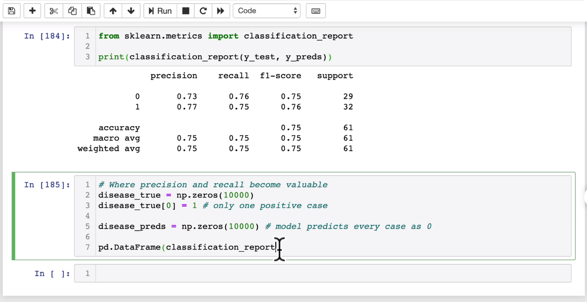 Run
Code
In [184]:
1 from sklearn.metrics import classification_report
2
3 print(classification_report(y_test, y_preds))
precision recall f1-score support
0 0.73 0.76 0.75 29
1 0.77 0.75 0.76 32
accuracy 0.75 61
macro avg 0.75 0.75 0.75 61
weighted avg 0.75 0.75 0.75 61
In [185]:
1 # Where precision and recall become valuable
2 disease_true = np.zeros(10000)
3 disease_true[0] = 1 # only one positive case
4
5 disease_preds = np.zeros(10000) # model predicts every case as 0
6
7 pd.DataFrame(classification_report
In [ ]:
1